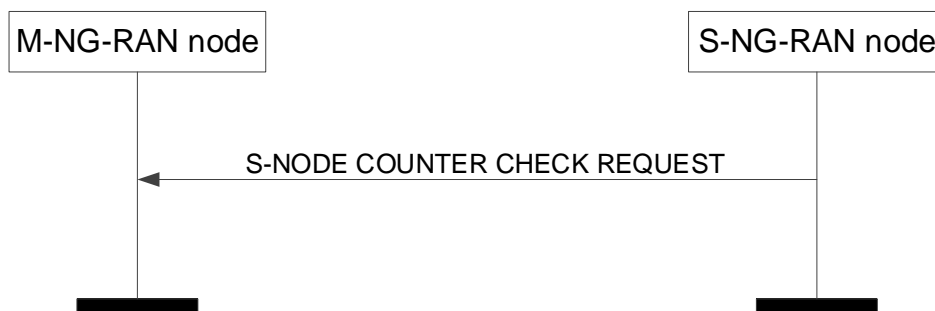 M-NG-RAN node
S-NG-RAN node
S-NODE COUNTER CHECK REQUEST